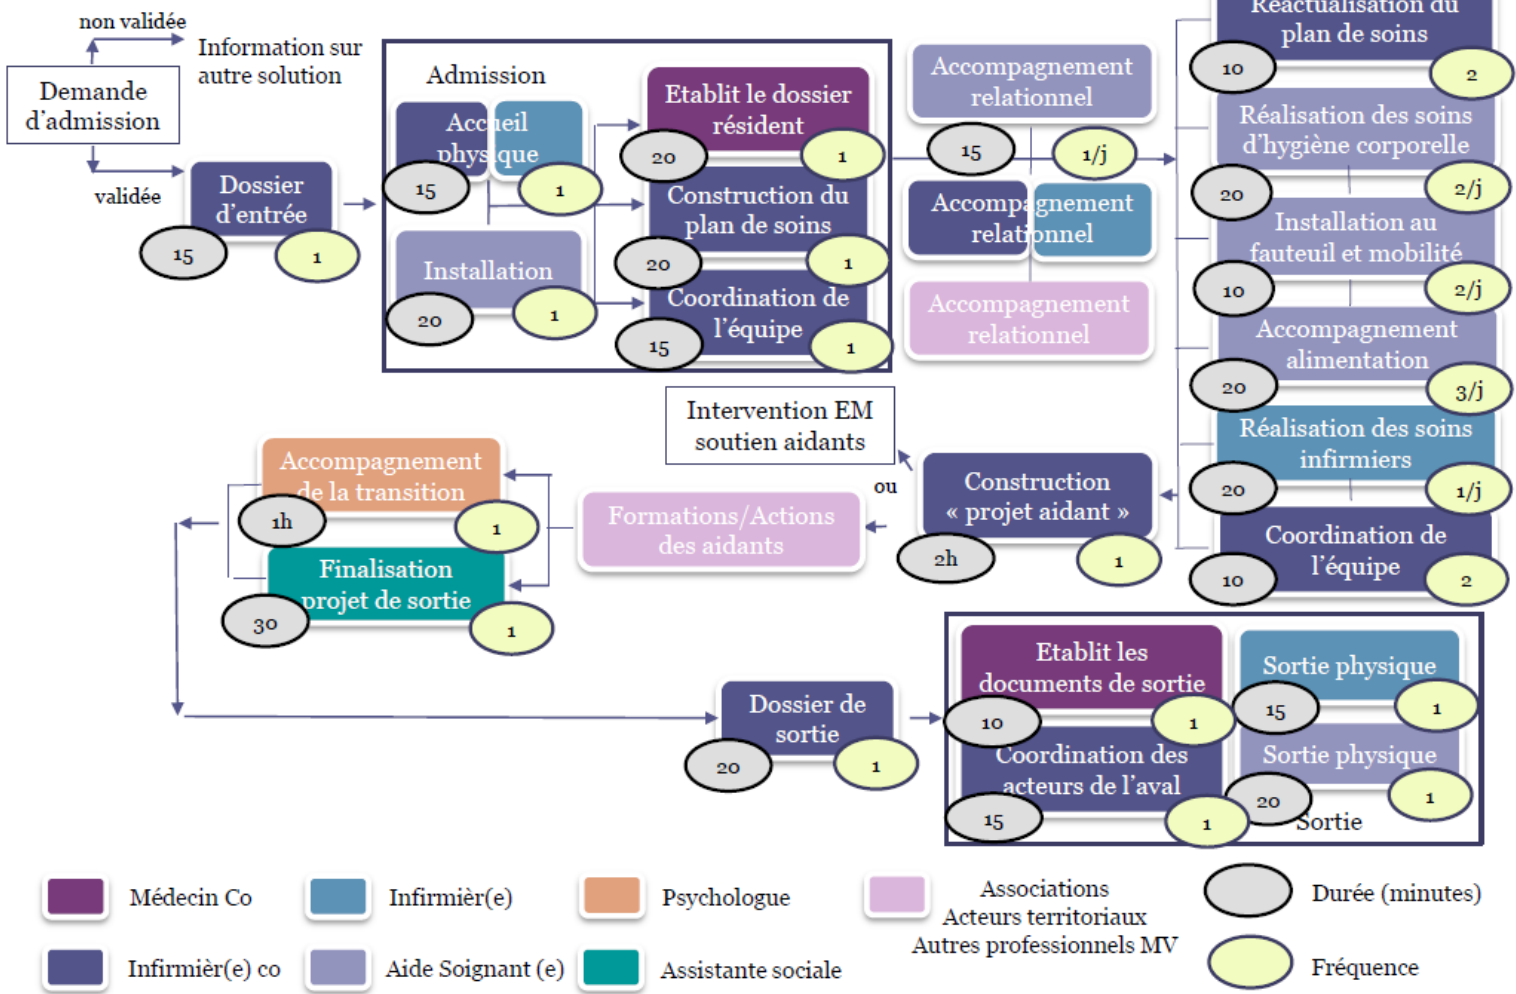 non validée
Information sur
autre solution
Demande
d'admission
validée
Dossier
d'entrée
15
1
Admission
Accueil
physique
15
1
Installation
20
1
Etablit le dossier
résident
20
1
Construction du
plan de soins
20
1
Coordination de
l'équipe
15
1
Accompagnement
relationnel
15
1/j
Accompagnement
relationnel
Accompagnement
relationnel
Réactualisation du
plan de soins
10
2
Réalisation des soins
d'hygiène corporelle
20
2/j
Installation au
fauteuil et mobilité
10
2/j
Accompagnement
alimentation
20
3/j
Réalisation des soins
infirmiers
20
1/j
Coordination de
l'équipe
10
2
Intervention EM
soutien aidants
ou
Construction
« projet aidant »
2h
1
Formations/Actions
des aidants
Accompagnement
de la transition
1h
1
Finalisation
projet de sortie
30
1
Dossier de
sortie
20
1
Etablit les
documents de sortie
10
1
Coordination des
acteurs de l'aval
15
1
Sortie physique
15
1
Sortie physique
20
1
Sortie
Médecin Co
Infirmièr(e)
Psychologue
Associations
Acteurs territoriaux
Autres professionnels MV
Durée (minutes)
Infirmièr(e) co
Aide Soignant (e)
Assistante sociale
Fréquence